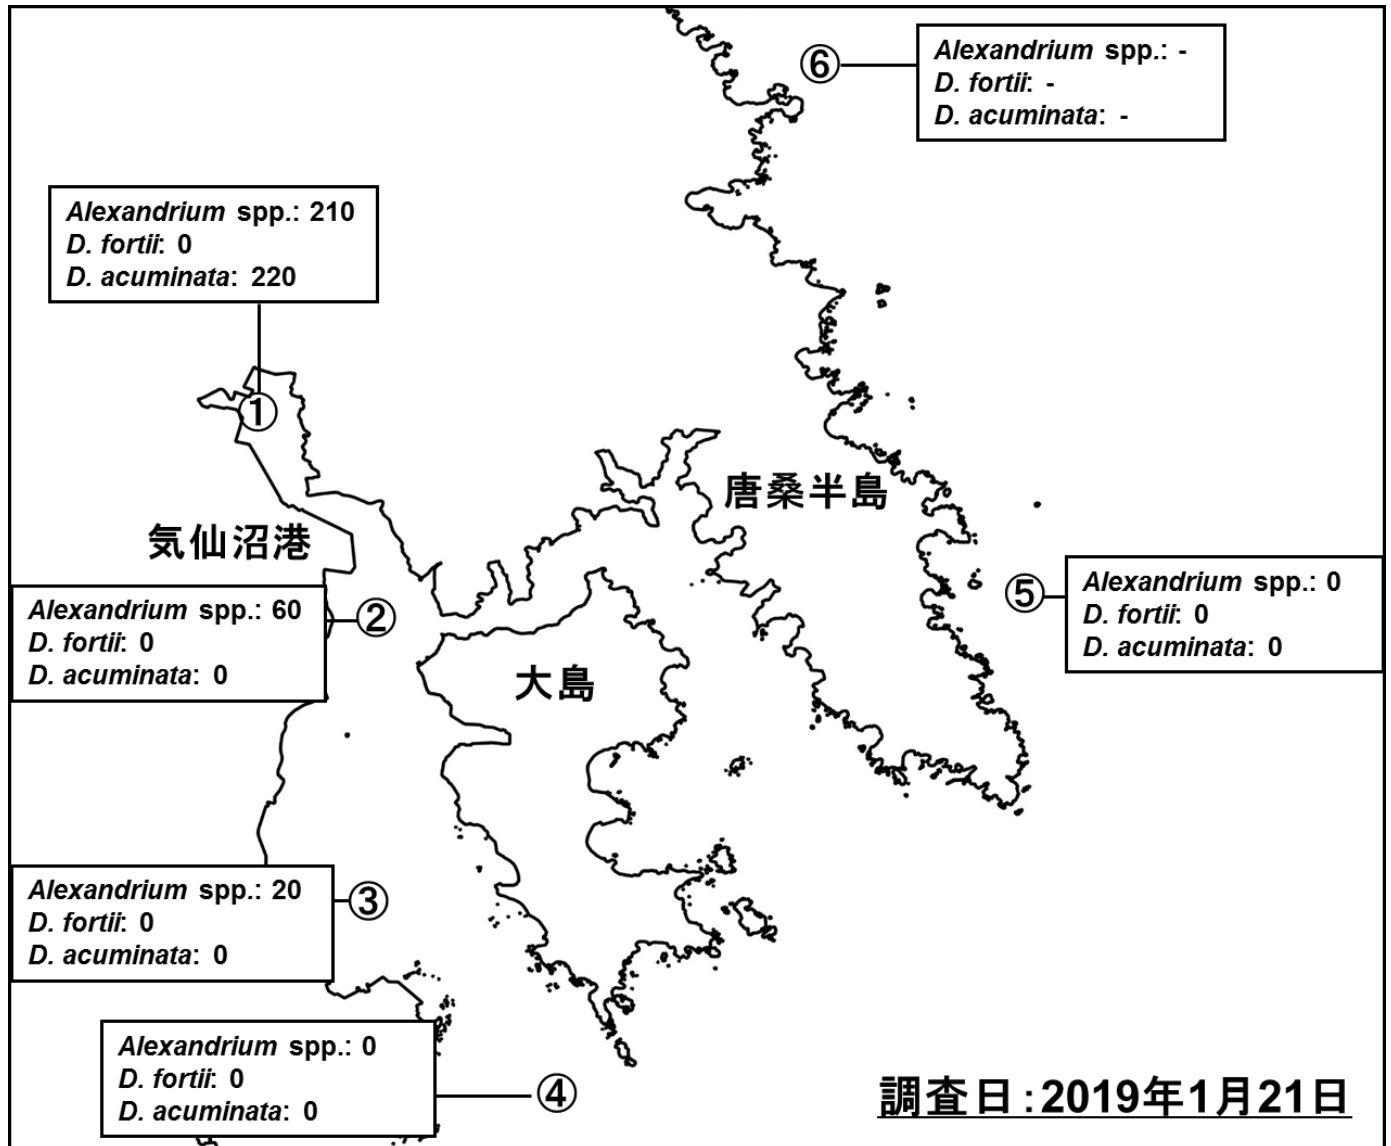 ⑥
Alexandrium spp.: -
D. fortii: -
D. acuminata: -
Alexandrium spp.: 210
D. fortii: 0
D. acuminata: 220
①
唐桑半島
気仙沼港
Alexandrium spp.: 60
D. fortii: 0
D. acuminata: 0
②
⑤
Alexandrium spp.: 0
D. fortii: 0
D. acuminata: 0
大島
Alexandrium spp.: 20
D. fortii: 0
D. acuminata: 0
③
Alexandrium spp.: 0
D. fortii: 0
D. acuminata: 0
④
調査日:2019年1月21日